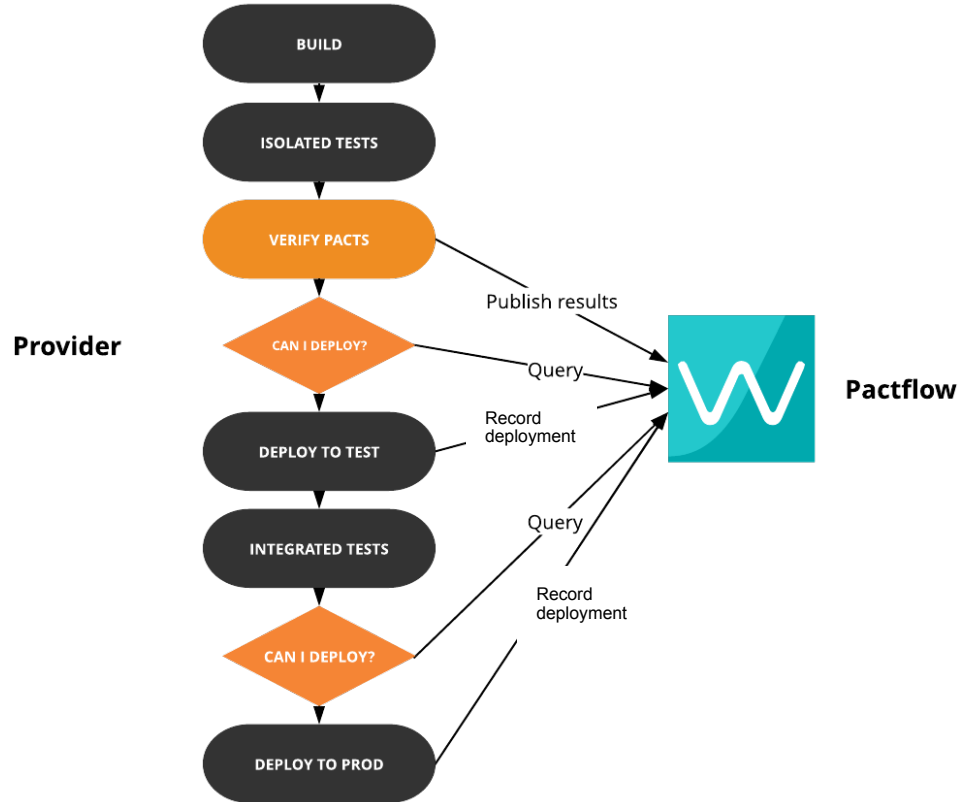 BUILD
ISOLATED TESTS
VERIFY PACTS
Publish results
Provider
CAN I DEPLOY?
Query
Pactflow
Record
deployment
DEPLOY TO TEST
Query
INTEGRATED TESTS
Record
deployment
CAN I DEPLOY?
DEPLOY TO PROD